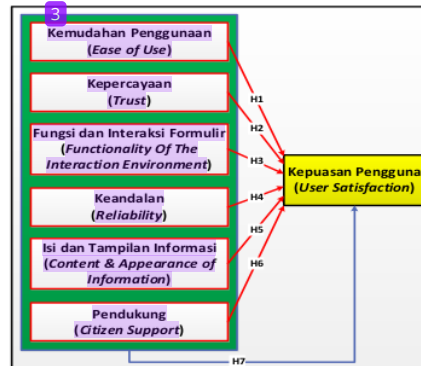 3
Kemudahan Penggunaan
(Ease of Use)
Kepercayaan
(Trust)
Fungsi dan Interaksi Formulir
(Functionality Of The
Interaction Environment)
Keandalan
(Reliability)
Isi dan Tampilan Informasi
(Content & Appearance of
Information)
Pendukung
(Citizen Support)
H1
H2
H3
H4
H5
H6
Kepuasan Pengguna
(User Satisfaction)
H7